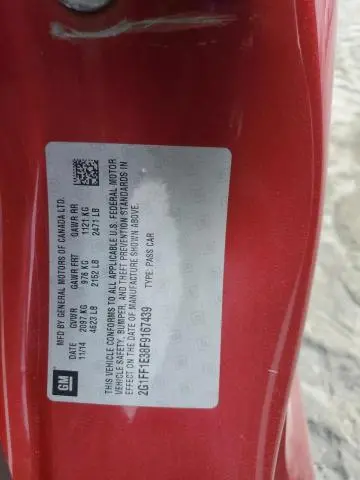 GM
MFD BY GENERAL MOTORS OF CANADA LTD.
DATE GVWR GAWR FRT GAWR RR
11/14 2097 KG 976 KG 1121 KG
4623 LB 2152 LB 2471 LB
THIS VEHICLE CONFORMS TO ALL APPLICABLE U.S. FEDERAL MOTOR
VEHICLE SAFETY, BUMPER, AND THEFT PREVENTION STANDARDS IN
EFFECT ON THE DATE OF MANUFACTURE SHOWN ABOVE.
2G1FF1E38F9167439 TYPE: PASS CAR